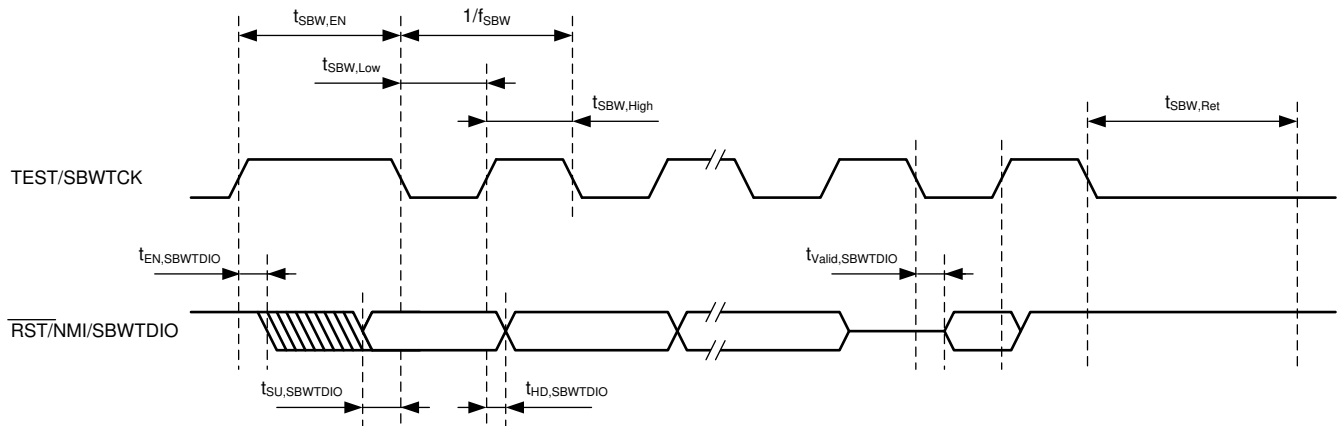 tSBW,EN
1/fSBW
tSBW,Low
tSBW,High
tSBW,Ret
TEST/SBWTCK
tEN,SBWTDIO
tValid,SBWTDIO
RST/NMI/SBWTDIO
tSU,SBWTDIO
tHD,SBWTDIO